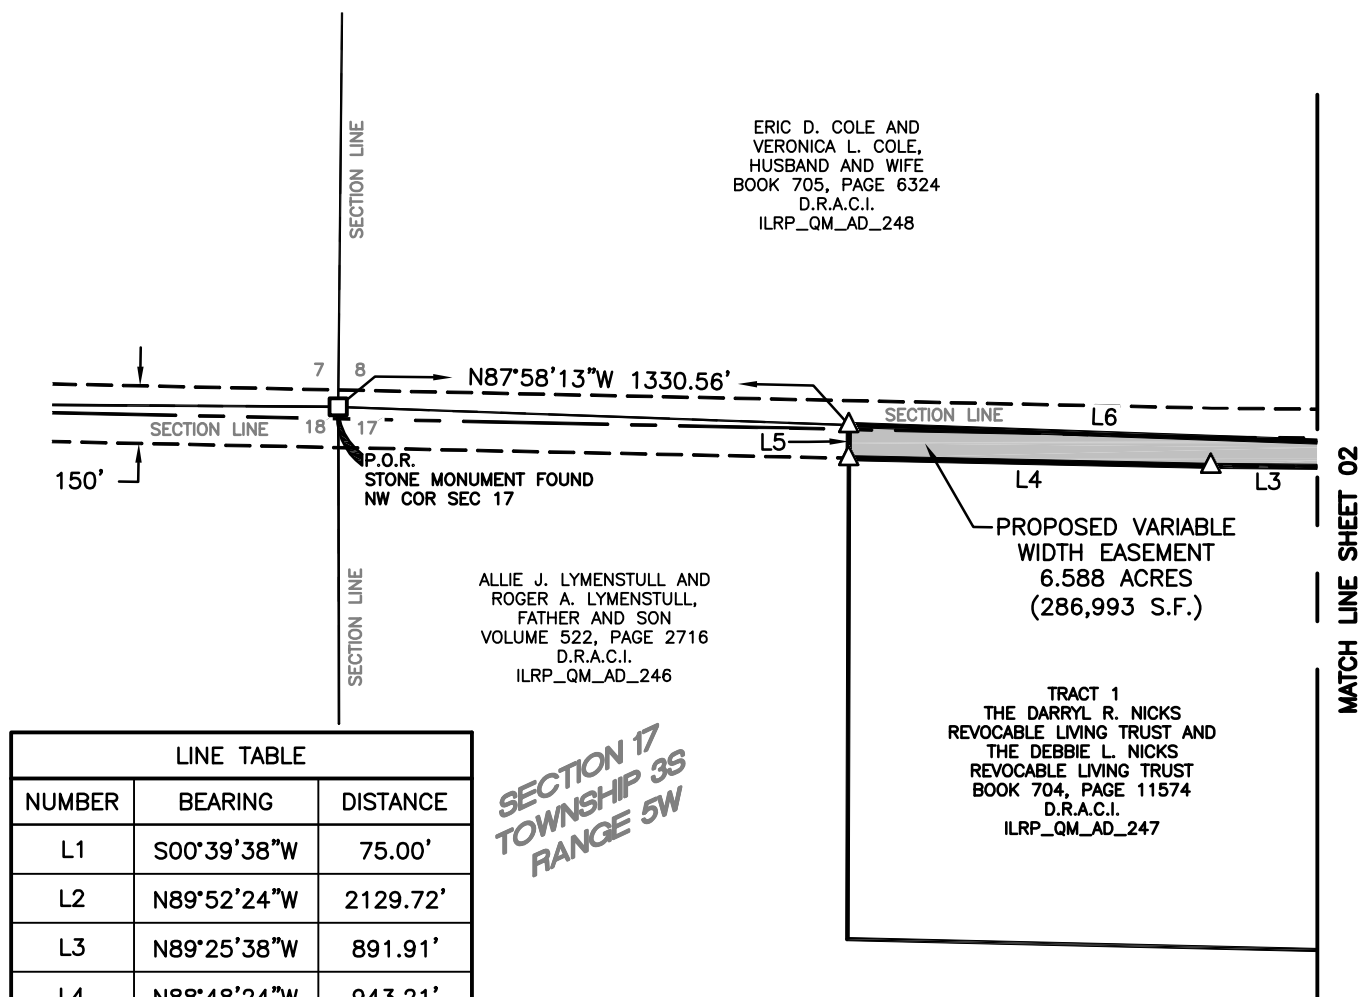 ERIC D. COLE AND
VERONICA L. COLE,
HUSBAND AND WIFE
BOOK 705, PAGE 6324
D.R.A.C.I.
ILRP_QM_AD_248
SECTION LINE
7
8
N87°58'13"W 1330.56'
SECTION LINE
18
17
SECTION LINE
L6
L5
P.O.R.
STONE MONUMENT FOUND
NW COR SEC 17
150'
L4
L3
PROPOSED VARIABLE
WIDTH EASEMENT
6.588 ACRES
(286,993 S.F.)
MATCH LINE SHEET 02
SECTION LINE
ALLIE J. LYMENSTULL AND
ROGER A. LYMENSTULL,
FATHER AND SON
VOLUME 522, PAGE 2716
D.R.A.C.I.
ILRP_QM_AD_246
TRACT 1
THE DARRYL R. NICKS
REVOCABLE LIVING TRUST AND
THE DEBBIE L. NICKS
REVOCABLE LIVING TRUST
BOOK 704, PAGE 11574
D.R.A.C.I.
ILRP_QM_AD_247
SECTION 17
TOWNSHIP 3S
RANGE 5W
LINE TABLE
NUMBER BEARING DISTANCE
L1 S00°39'38"W 75.00'
L2 N89°52'24"W 2129.72'
L3 N89°25'38"W 891.91'
L4 N88°48'24"W 943.21'